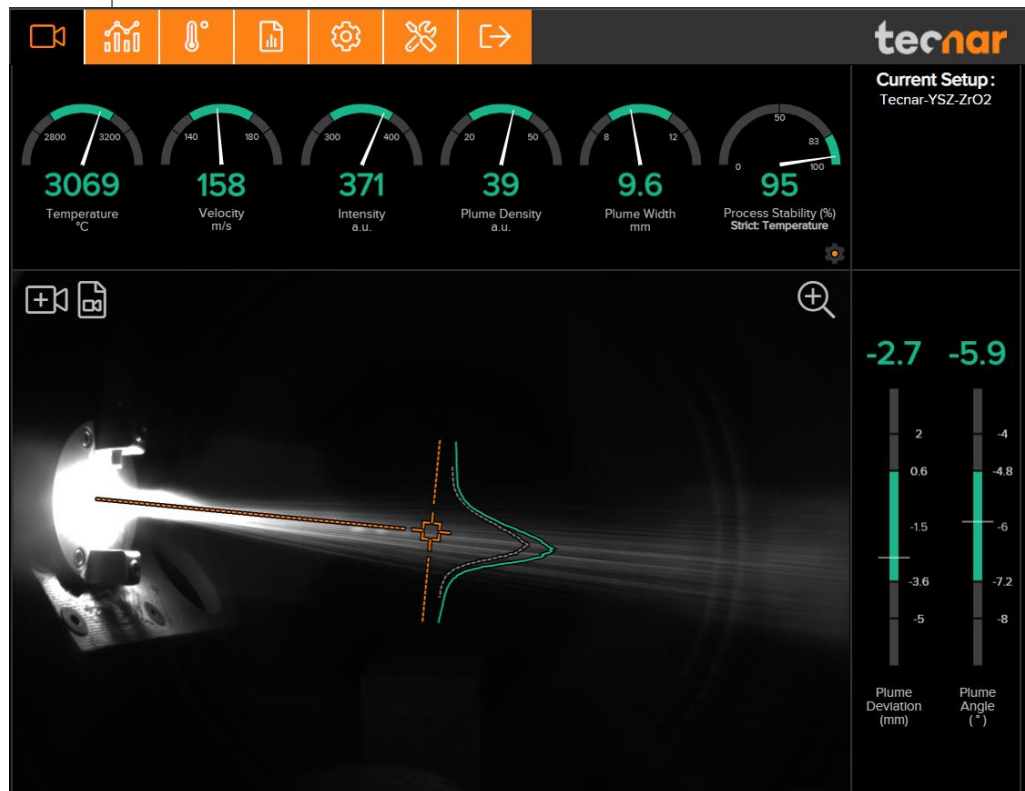 tecnar
Current Setup :
Tecnar-YSZ-ZrO2
2800 3200
3069
Temperature
°C
140 180
158
Velocity
m/s
300 400
371
Intensity
a.u.
20 50
39
Plume Density
a.u.
8 12
9.6
Plume Width
mm
0 50 83 100
95
Process Stability (%)
Strict: Temperature
-2.7 -5.9
2 -4
0.6 -4.8
-1.5 -6
-3.6 -7.2
-5 -8
Plume Deviation (mm)
Plume Angle (°)